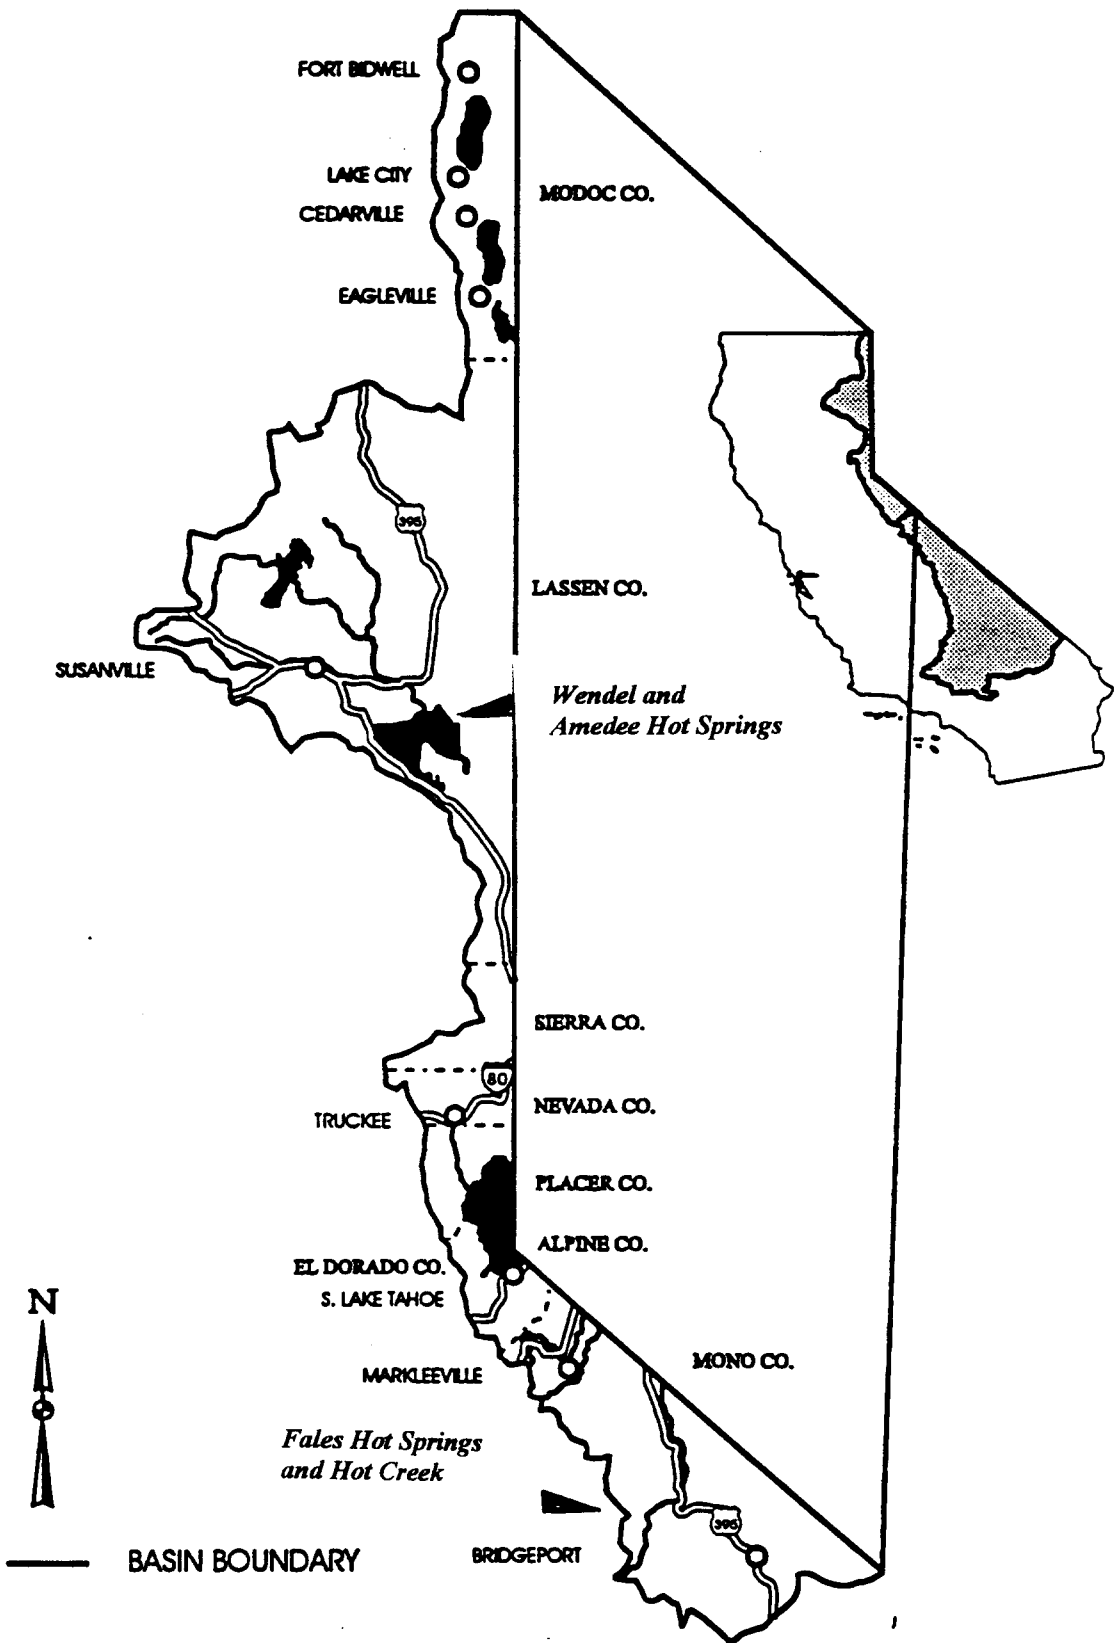 FORT BIDWELL
LAKE CITY
MODOC CO.
CEDARVILLE
EAGLEVILLE
395
LASSEN CO.
SUSANVILLE
Wendel and
Amedee Hot Springs
SIERRA CO.
80
NEVADA CO.
TRUCKEE
PLACER CO.
ALPINE CO.
EL DORADO CO.
S. LAKE TAHOE
N
MONO CO.
MARKLEEVILLE
Fales Hot Springs
and Hot Creek
395
BRIDGEPORT
BASIN BOUNDARY